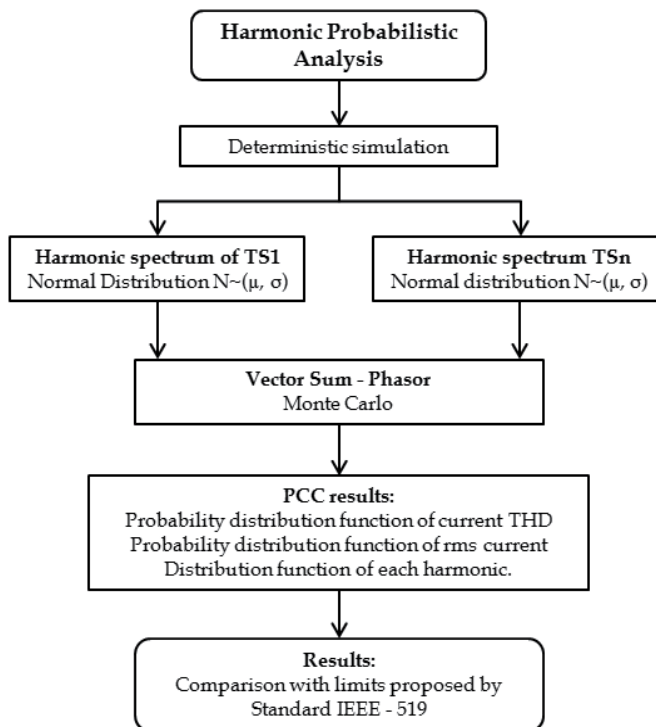 Harmonic Probabilistic
Analysis
Deterministic simulation
Harmonic spectrum of TS1
Normal Distribution N~(μ, σ)
Harmonic spectrum TSn
Normal distribution N~(μ, σ)
Vector Sum - Phasor
Monte Carlo
PCC results:
Probability distribution function of current THD
Probability distribution function of rms current
Distribution function of each harmonic.
Results:
Comparison with limits proposed by
Standard IEEE - 519